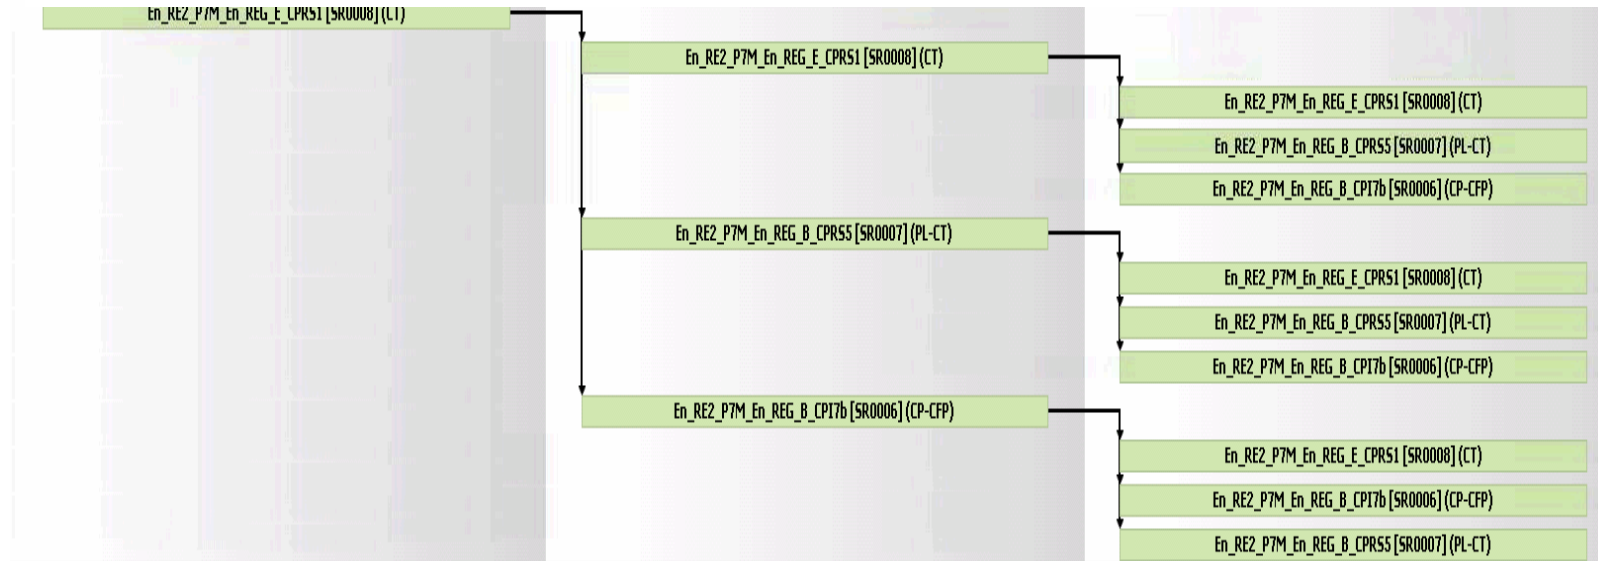 En_RE2_P7M_En_REG_E_CPRS1 [SR0008] (CT)
En_RE2_P7M_En_REG_E_CPRS1 [SR0008] (CT)
En_RE2_P7M_En_REG_E_CPRS1 [SR0008] (CT)
En_RE2_P7M_En_REG_B_CPRS5 [SR0007] (PL-CT)
En_RE2_P7M_En_REG_B_CPI7b [SR0006] (CP-CFP)
En_RE2_P7M_En_REG_B_CPRS5 [SR0007] (PL-CT)
En_RE2_P7M_En_REG_E_CPRS1 [SR0008] (CT)
En_RE2_P7M_En_REG_B_CPRS5 [SR0007] (PL-CT)
En_RE2_P7M_En_REG_B_CPI7b [SR0006] (CP-CFP)
En_RE2_P7M_En_REG_B_CPI7b [SR0006] (CP-CFP)
En_RE2_P7M_En_REG_E_CPRS1 [SR0008] (CT)
En_RE2_P7M_En_REG_B_CPI7b [SR0006] (CP-CFP)
En_RE2_P7M_En_REG_B_CPRS5 [SR0007] (PL-CT)